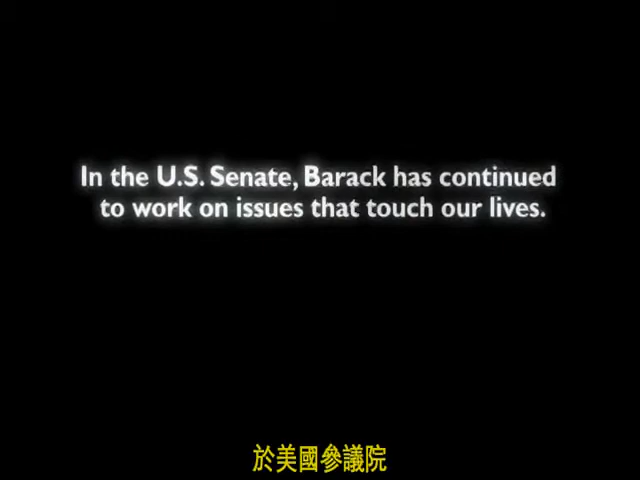 In the U.S. Senate, Barack has continued
to work on issues that touch our lives.
於美國參議院